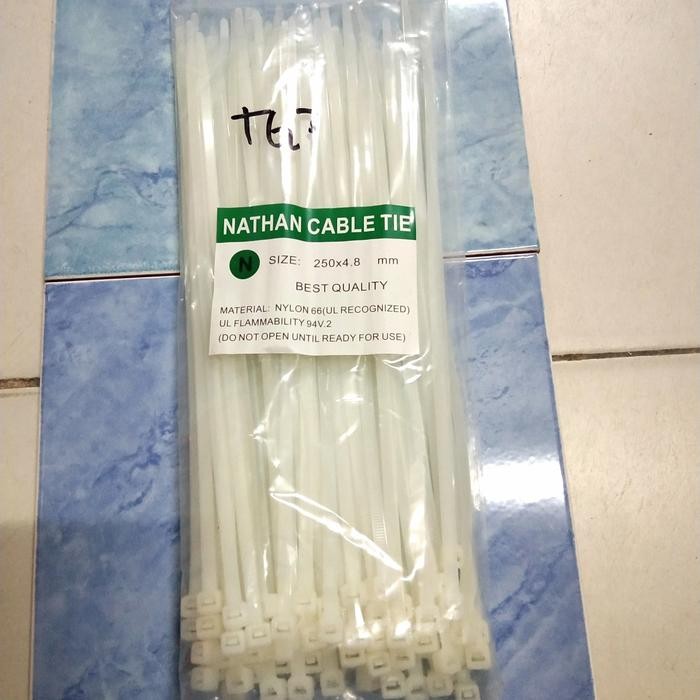 NATHAN CABLE TIE
N SIZE: 250x4.8 mm
BEST QUALITY
MATERIAL: NYLON 66(UL RECOGNIZED)
UL FLAMMABILITY 94V.2
(DO NOT OPEN UNTIL READY FOR USE)